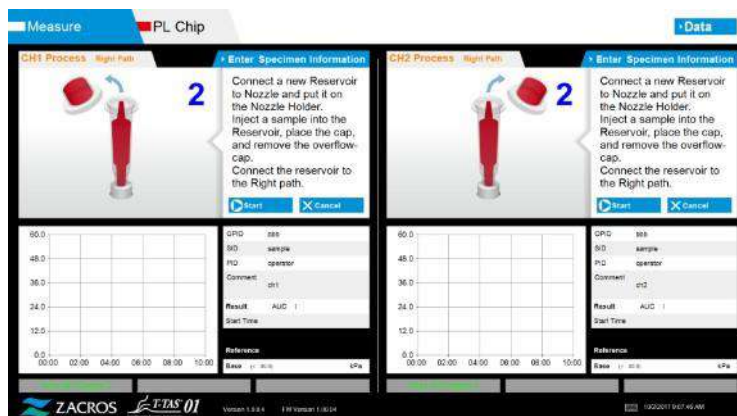 Measure
PL Chip
Data
CH1 Process Right Path
Enter Specimen Information
2
Connect a new Reservoir
to Nozzle and put it on
the Nozzle Holder.
Inject a sample into the
Reservoir, place the cap,
and remove the overflow-
cap.
Connect the reservoir to
the Right path.
Start
Cancel
60.0
48.0
36.0
24.0
12.0
0.0
00:00 02:00 04:00 06:00 08:00 10:00
OPID
SID sample
PID operator
Comment
ch1
Result AUC :
Start Time
Reference
Base kPa
CH2 Process Right Path
Enter Specimen Information
2
Connect a new Reservoir
to Nozzle and put it on
the Nozzle Holder.
Inject a sample into the
Reservoir, place the cap,
and remove the overflow-
cap.
Connect the reservoir to
the Right path.
Start
Cancel
60.0
48.0
36.0
24.0
12.0
0.0
00:00 02:00 04:00 06:00 08:00 10:00
OPID
SID sample
PID operator
Comment
ch2
Result AUC :
Start Time
Reference
Base kPa
ZACROS T-TAS 01